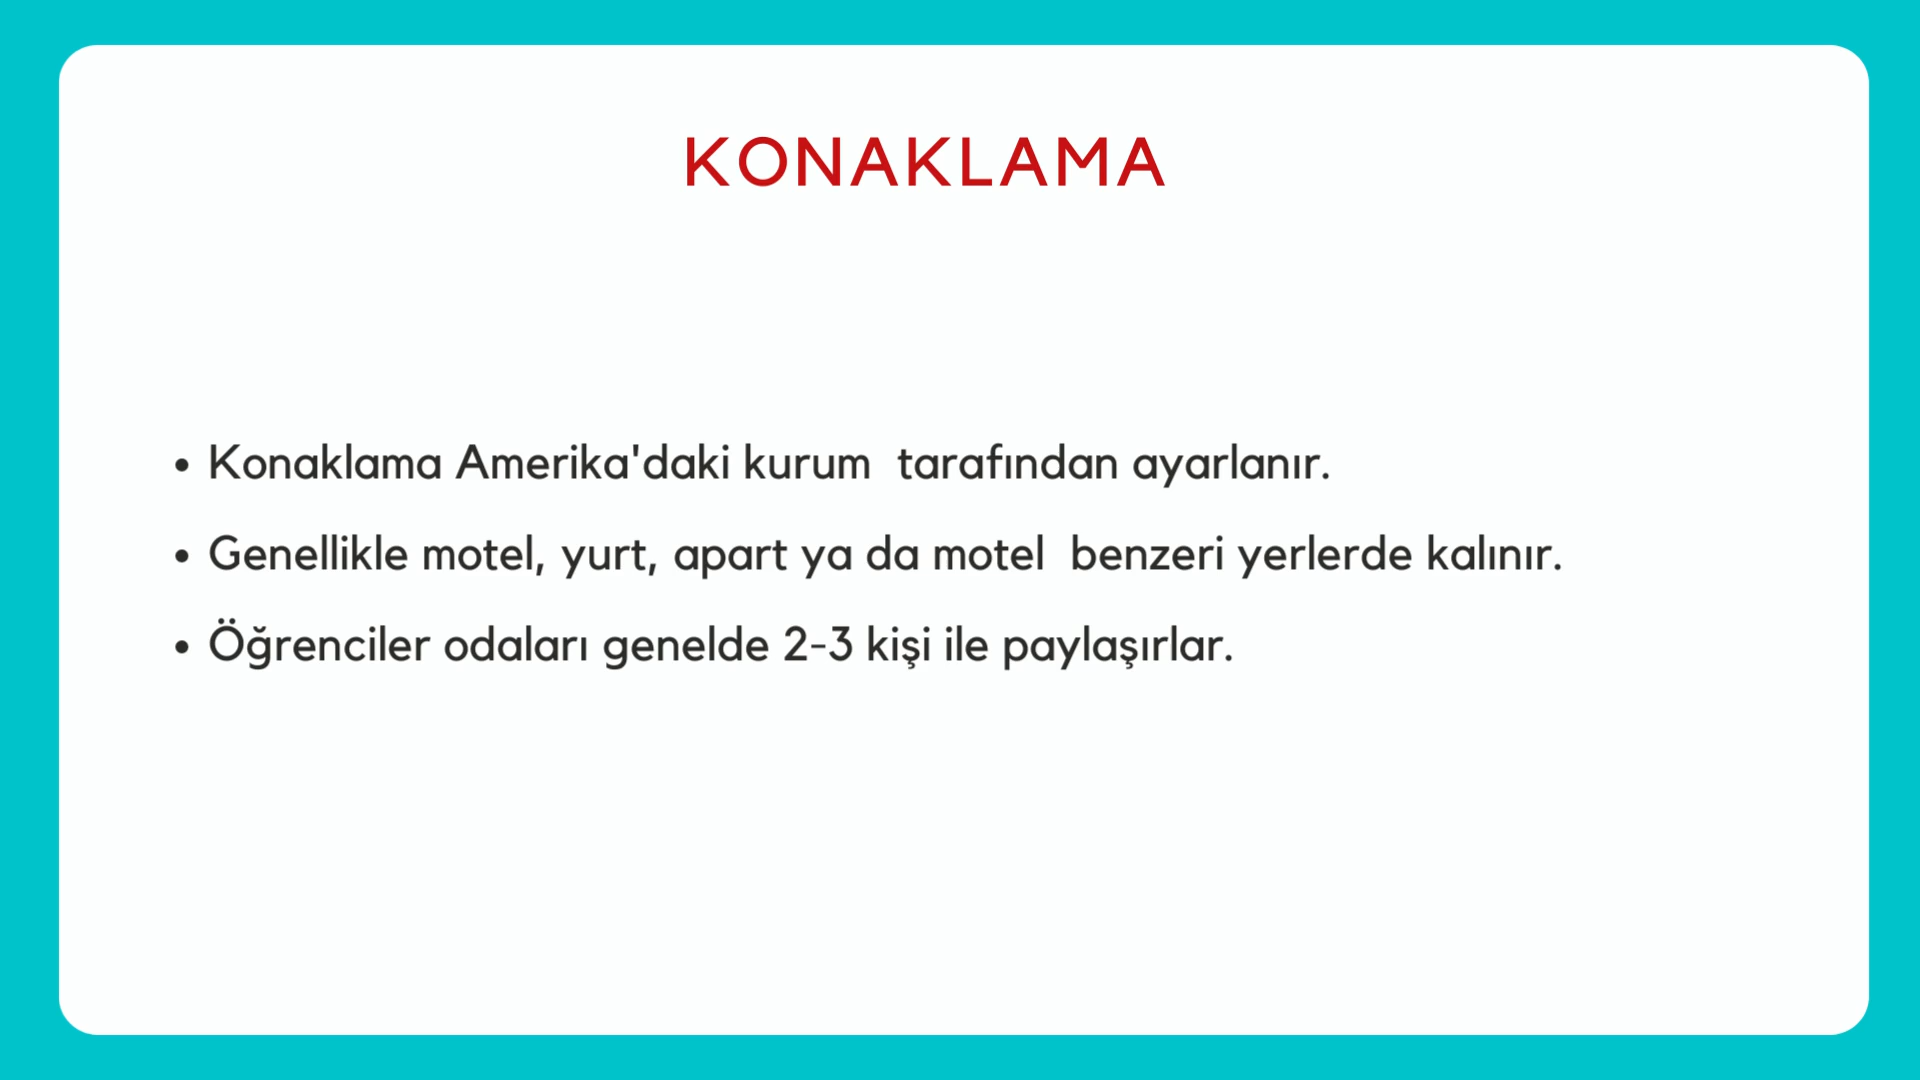 KONAKLAMA
• Konaklama Amerika'daki kurum  tarafından ayarlanır.
• Genellikle motel, yurt, apart ya da motel  benzeri yerlerde kalınır.
• Öğrenciler odaları genelde 2-3 kişi ile paylaşırlar.